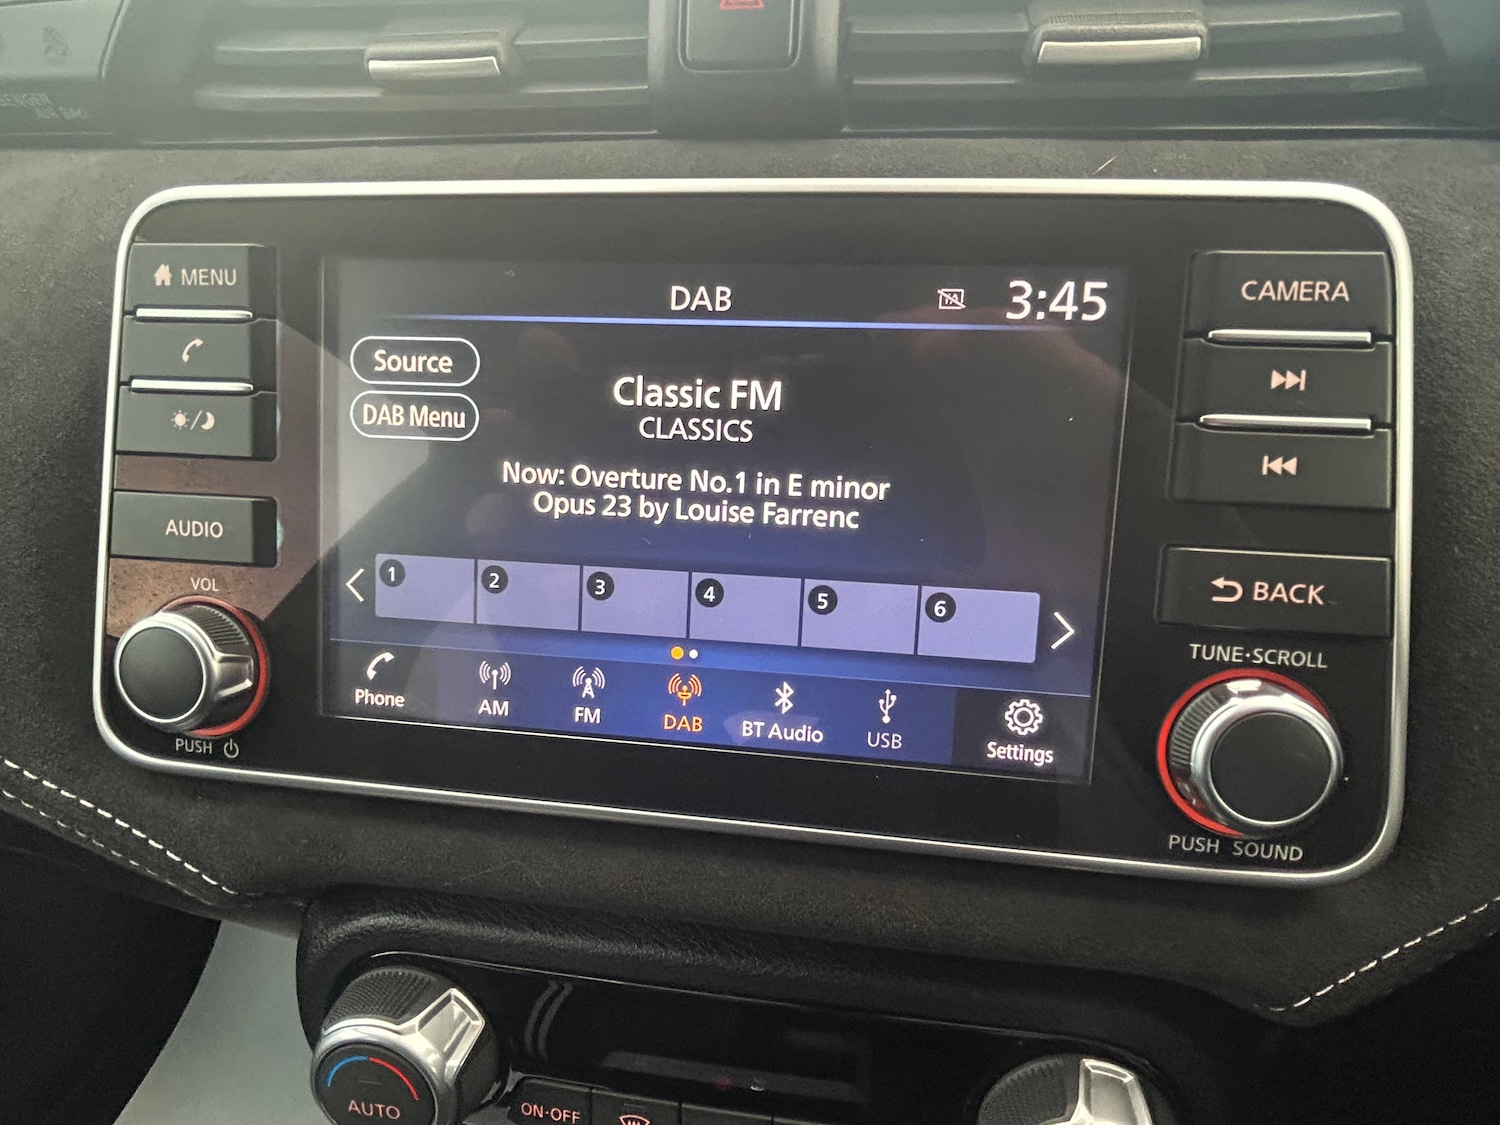 MENU
AUDIO
VOL
PUSH
DAB
TA
3:45
Source
DAB Menu
Classic FM
CLASSICS
Now: Overture No.1 in E minor
Opus 23 by Louise Farrenc
1 2 3 4 5 6
Phone
AM
FM
DAB
BT Audio
USB
Settings
CAMERA
BACK
TUNE·SCROLL
PUSH SOUND
AUTO
ON·OFF